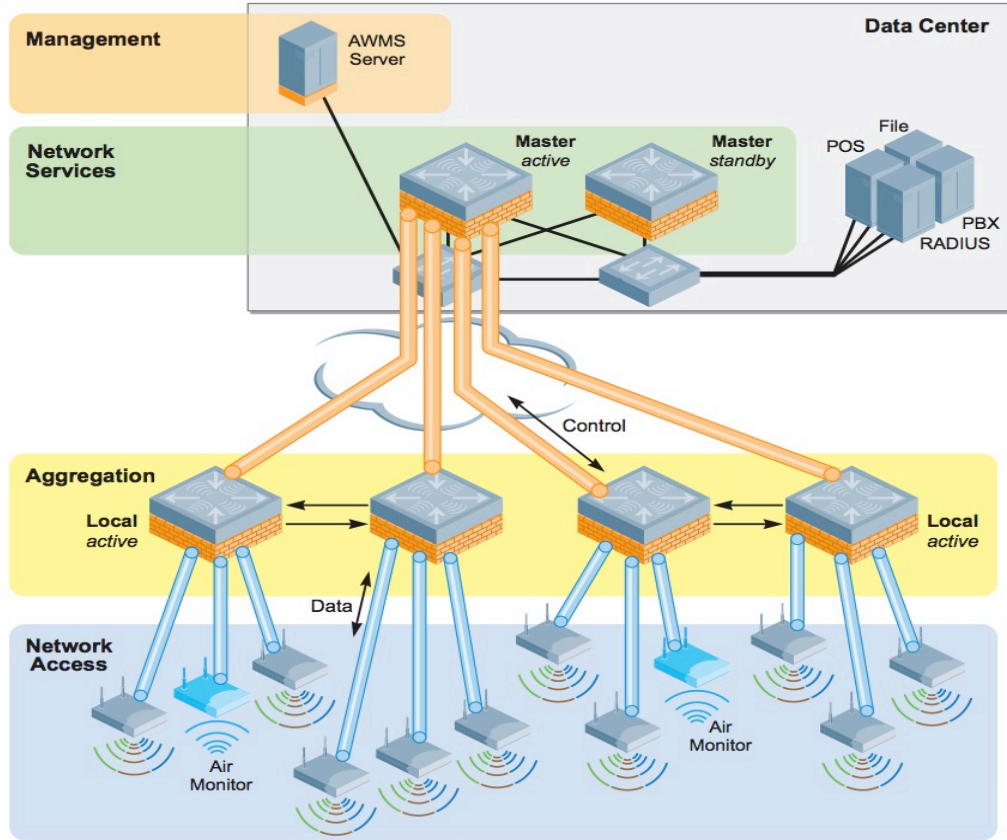 Management
AWMS
Server
Data Center
Network
Services
Master
active
Master
standby
File
POS
PBX
RADIUS
Control
Aggregation
Local
active
Local
active
Data
Network
Access
Air
Monitor
Air
Monitor